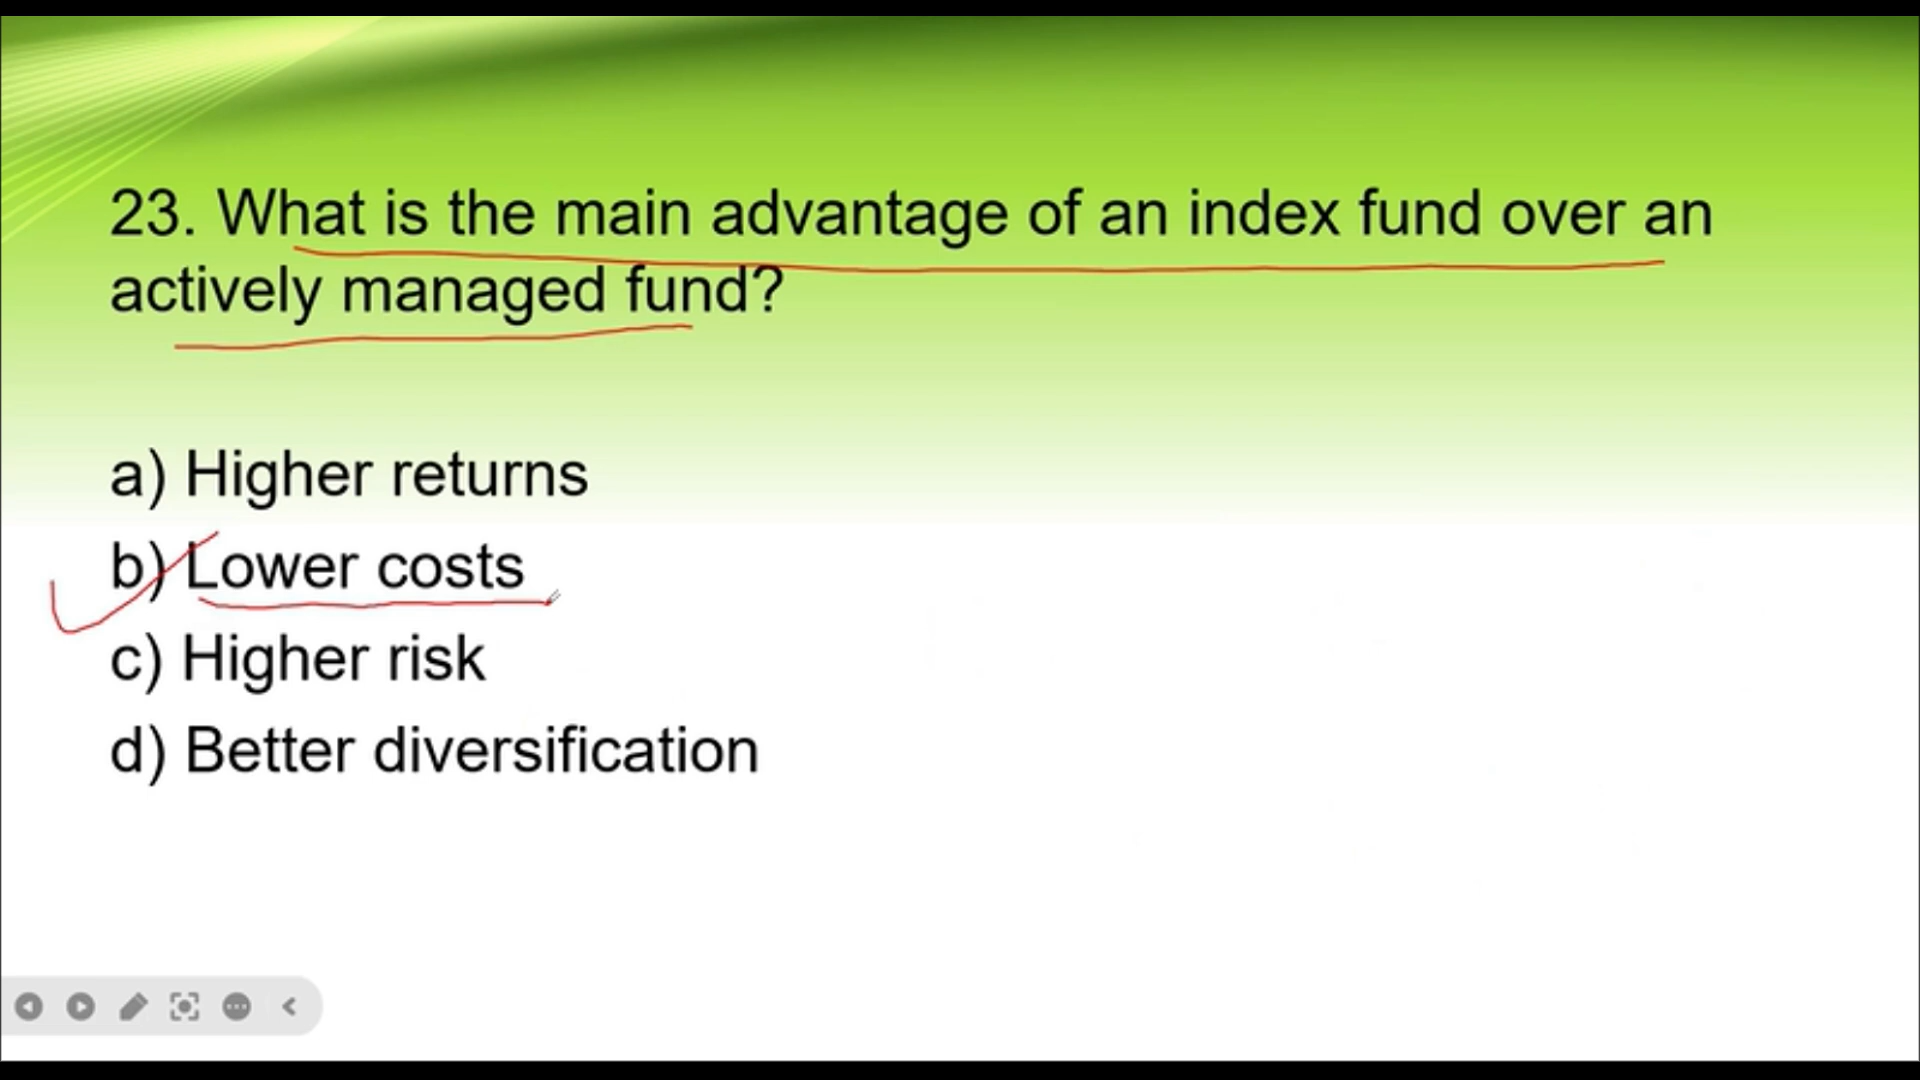 23. What is the main advantage of an index fund over an
actively managed fund?
a) Higher returns
b) Lower costs
c) Higher risk
d) Better diversification